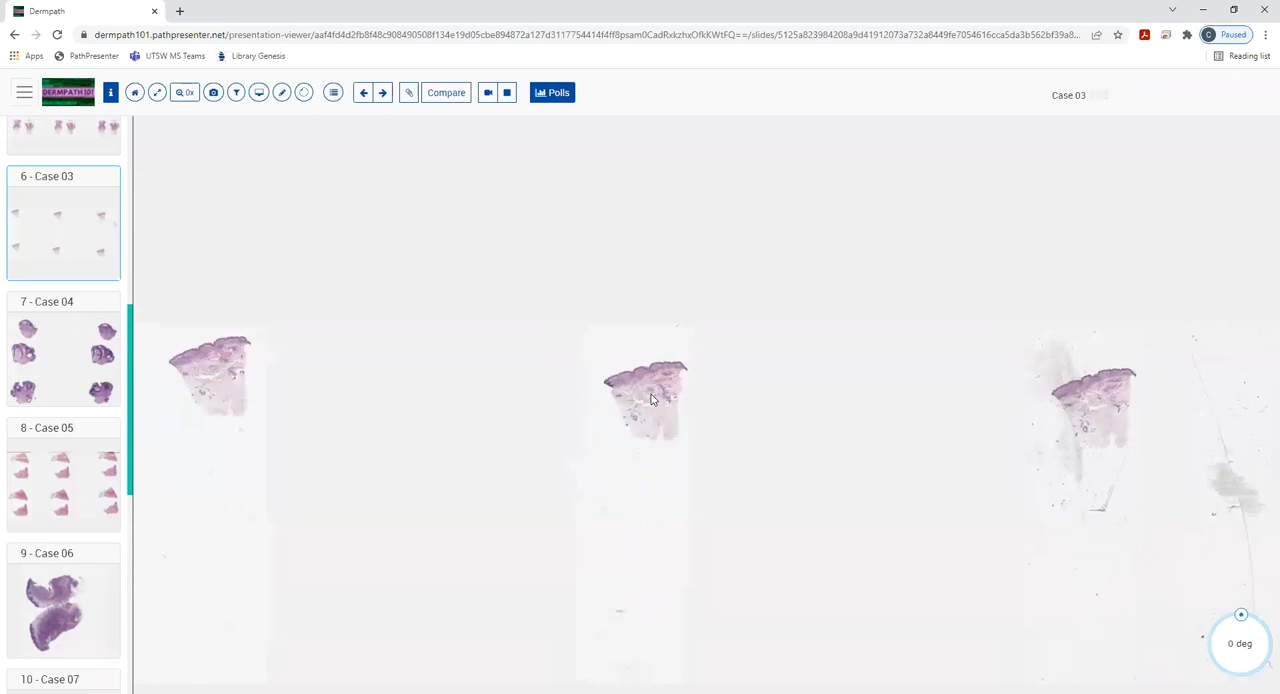 Dermpath
dermpath101.pathpresenter.net/presentation-viewer/aaf4fd4d2fb8f48c908490508f134e19d05cbe894872a127d3117754414f4ff8psam0CadRxkzhxOfkKWtFQ==/slides/5125a823984208a9d41912073a732a8449fe7054616cca5da3b562bf39a8...
Paused
Apps
PathPresenter
UTSW MS Teams
Library Genesis
Reading list
DERMPATH101
0x
Compare
Polls
Case 03
6 - Case 03
7 - Case 04
8 - Case 05
9 - Case 06
10 - Case 07
0 deg